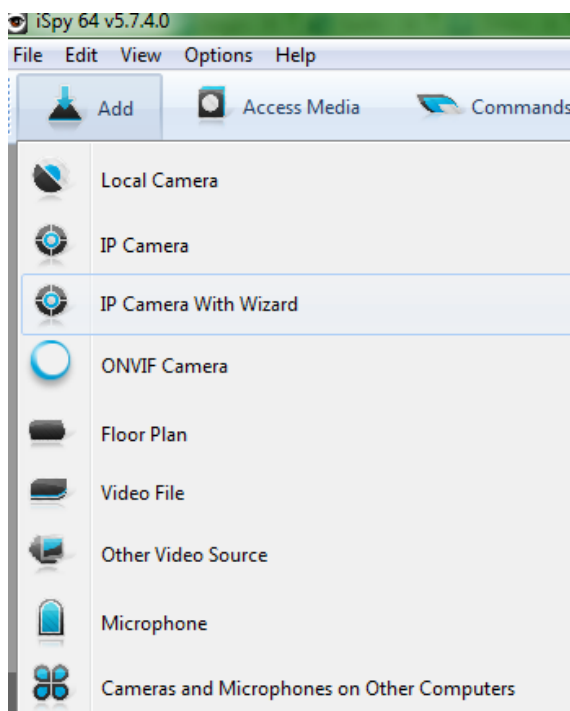 iSpy 64 v5.7.4.0
File Edit View Options Help
Add Access Media Commands
Local Camera
IP Camera
IP Camera With Wizard
ONVIF Camera
Floor Plan
Video File
Other Video Source
Microphone
Cameras and Microphones on Other Computers